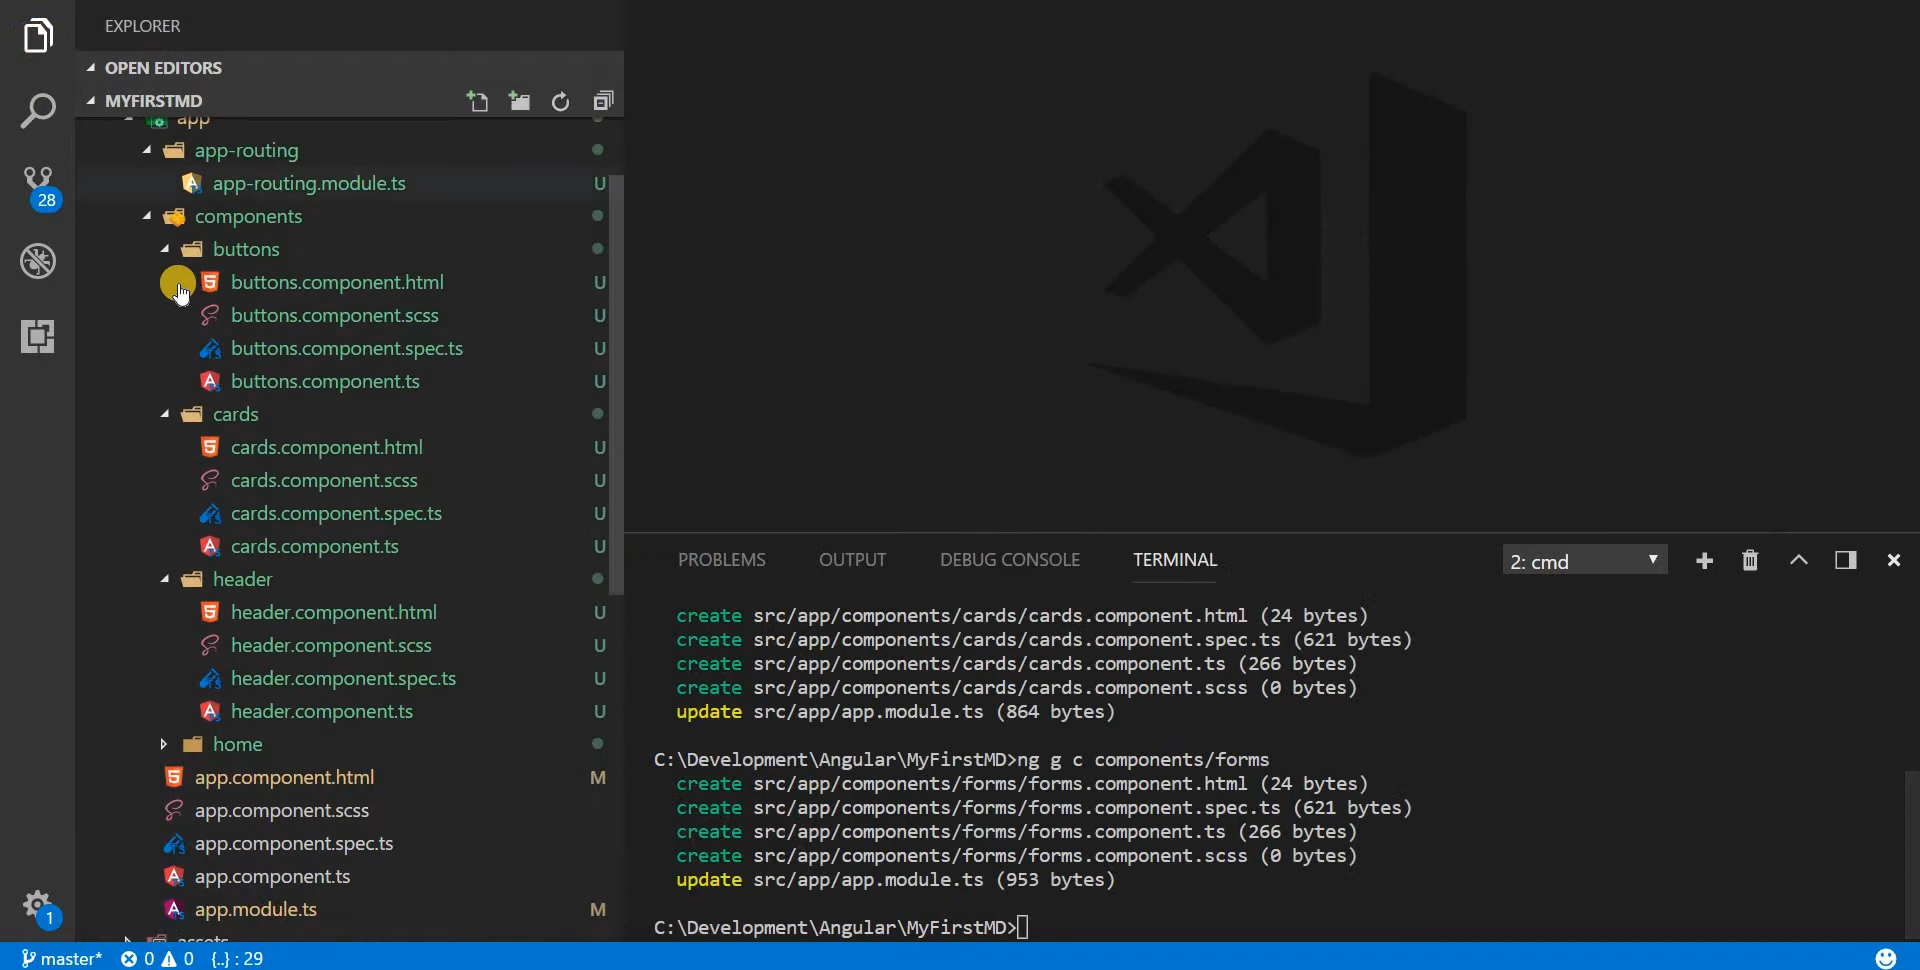 EXPLORER
OPEN EDITORS
MYFIRSTMD
app
app-routing
app-routing.module.ts U
components
buttons
buttons.component.html U
buttons.component.scss U
buttons.component.spec.ts U
buttons.component.ts U
cards
cards.component.html U
cards.component.scss U
cards.component.spec.ts U
cards.component.ts U
header
header.component.html U
header.component.scss U
header.component.spec.ts U
header.component.ts U
home
app.component.html M
app.component.scss
app.component.spec.ts
app.component.ts
app.module.ts M
assets
28
1
PROBLEMS OUTPUT DEBUG CONSOLE TERMINAL 2: cmd
create src/app/components/cards/cards.component.html (24 bytes)
create src/app/components/cards/cards.component.spec.ts (621 bytes)
create src/app/components/cards/cards.component.ts (266 bytes)
create src/app/components/cards/cards.component.scss (0 bytes)
update src/app/app.module.ts (864 bytes)
C:\Development\Angular\MyFirstMD>ng g c components/forms
create src/app/components/forms/forms.component.html (24 bytes)
create src/app/components/forms/forms.component.spec.ts (621 bytes)
create src/app/components/forms/forms.component.ts (266 bytes)
create src/app/components/forms/forms.component.scss (0 bytes)
update src/app/app.module.ts (953 bytes)
C:\Development\Angular\MyFirstMD>
master* 0 0 {..} : 29